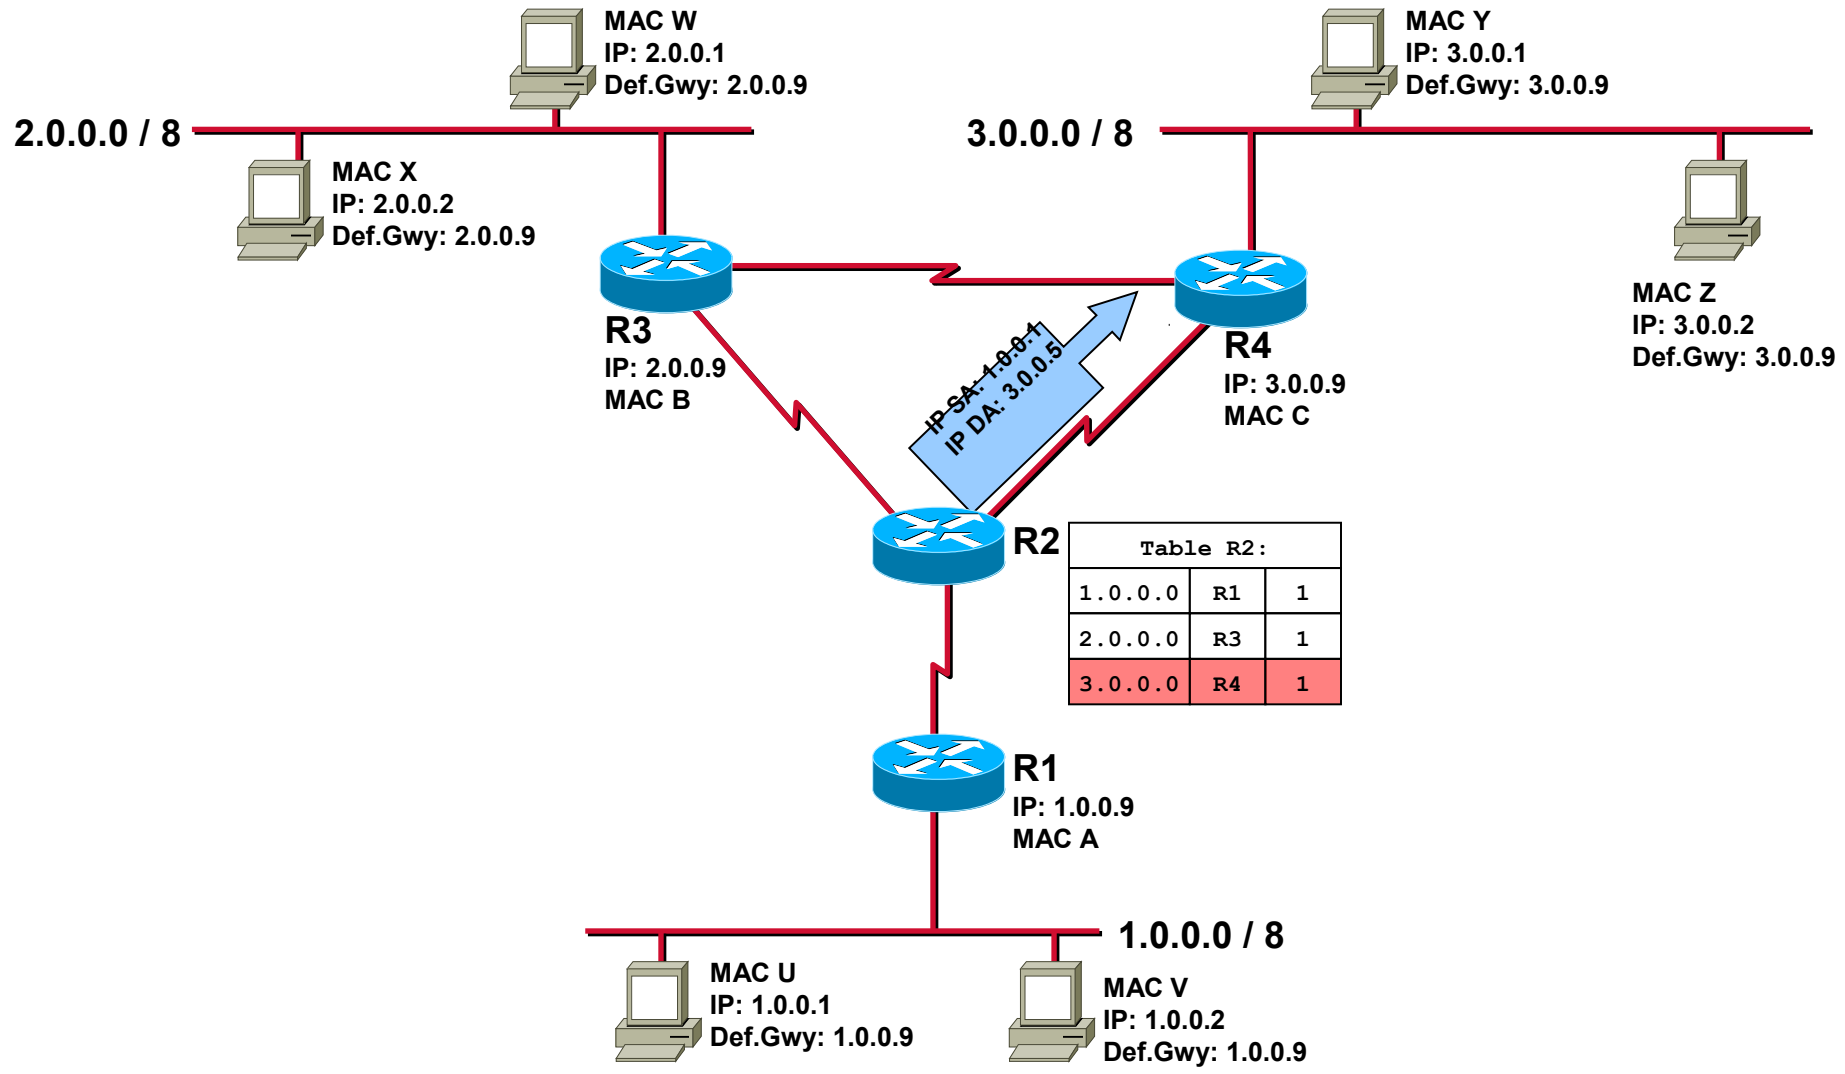 MAC W
IP: 2.0.0.1
Def.Gwy: 2.0.0.9
MAC Y
IP: 3.0.0.1
Def.Gwy: 3.0.0.9
2.0.0.0 / 8
3.0.0.0 / 8
MAC X
IP: 2.0.0.2
Def.Gwy: 2.0.0.9
MAC Z
IP: 3.0.0.2
Def.Gwy: 3.0.0.9
R3
IP: 2.0.0.9
MAC B
R4
IP: 3.0.0.9
MAC C
IP SA: 1.0.0.1
IP DA: 3.0.0.5
R2
Table R2:
1.0.0.0 R1 1
2.0.0.0 R3 1
3.0.0.0 R4 1
R1
IP: 1.0.0.9
MAC A
1.0.0.0 / 8
MAC U
IP: 1.0.0.1
Def.Gwy: 1.0.0.9
MAC V
IP: 1.0.0.2
Def.Gwy: 1.0.0.9